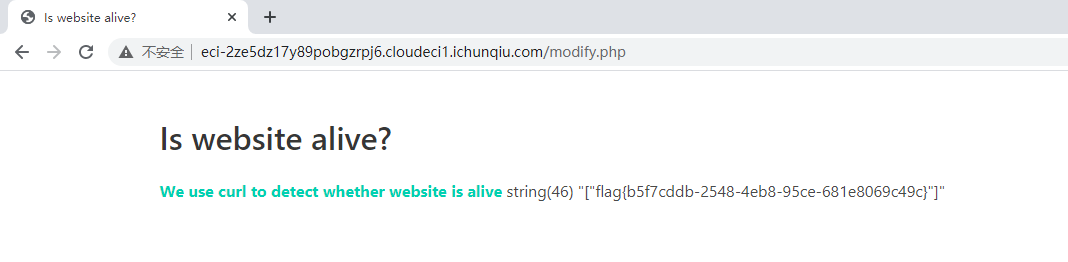 Is website alive?
不安全 eci-2ze5dz17y89pobgzrpj6.cloudeci1.ichunqiu.com/modify.php
Is website alive?
We use curl to detect whether website is alive string(46) "["flag{b5f7cddb-2548-4eb8-95ce-681e8069c49c}"]"